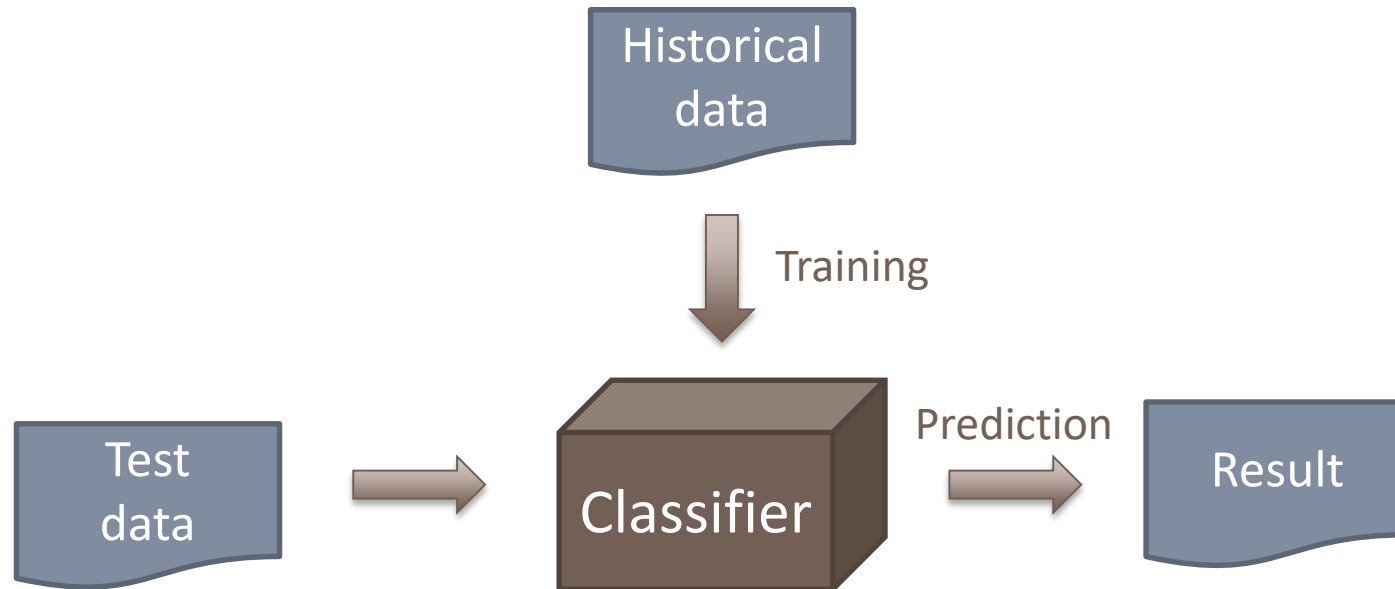 Historical
data
Training
Test
data
Classifier
Prediction
Result